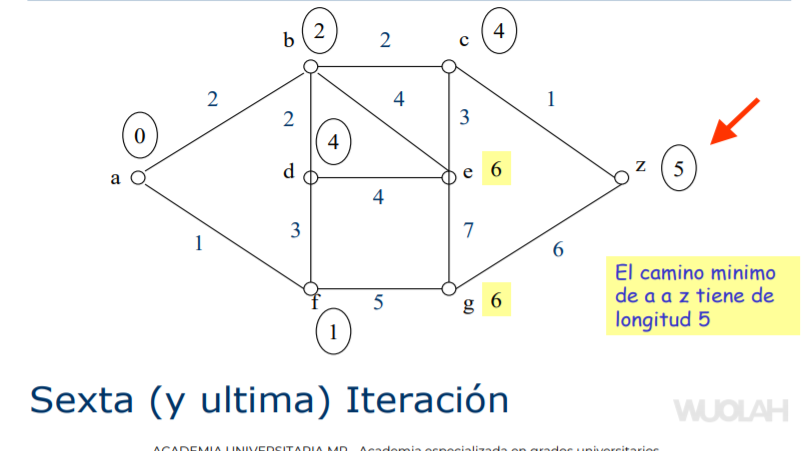 b 2 2 c 4
2 4 1
0 2 4 3
a d e 6 z 5
4
1 3 7 6
f 5 g 6
1
El camino minimo
de a a z tiene de
longitud 5
Sexta (y ultima) Iteración
WUOLAH
ACADEMIA UNIVERSITARIA MR - Academia especializada en grados universitarios